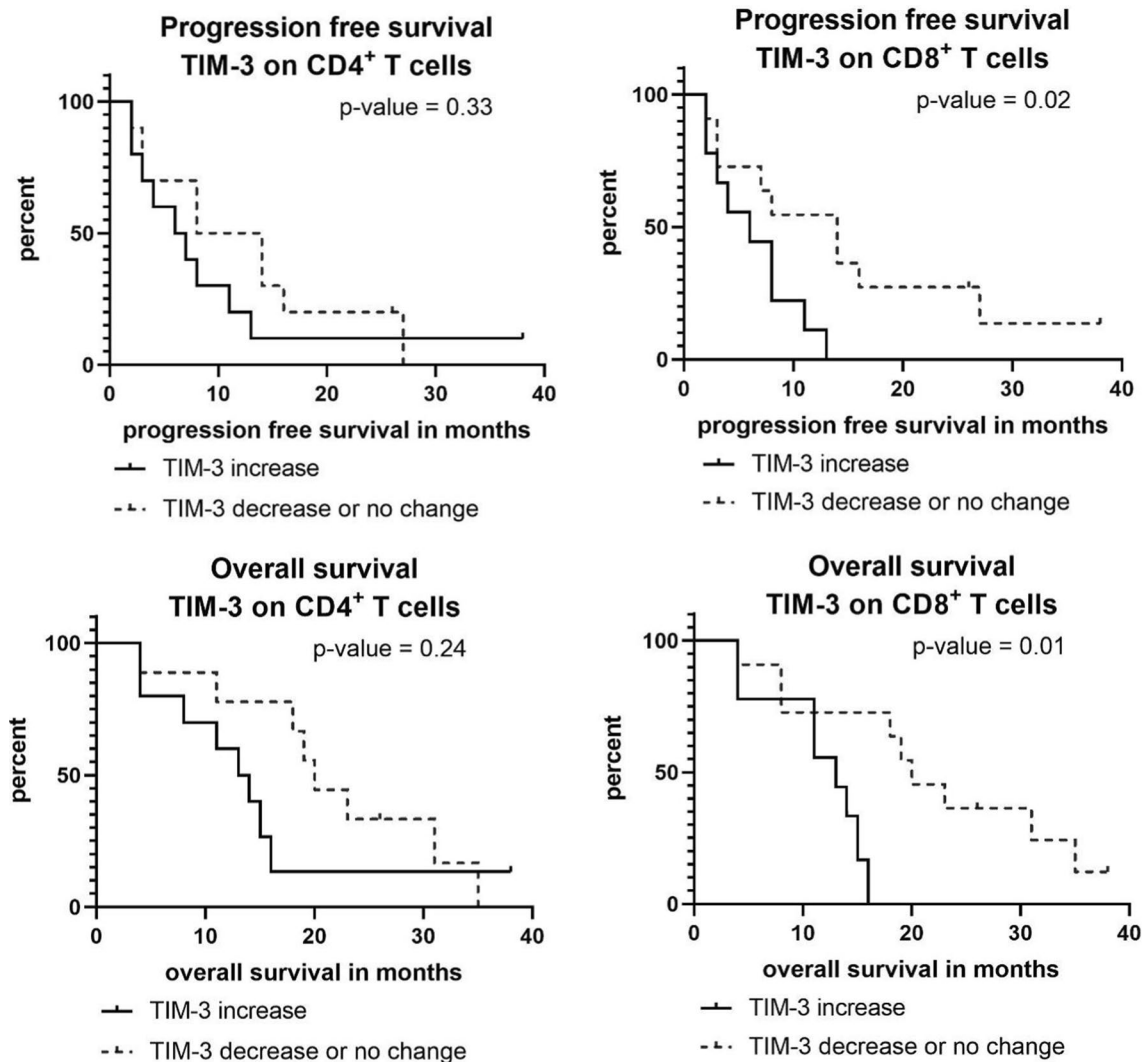 Progression free survival
TIM-3 on CD4⁺ T cells
p-value = 0.33
100
50
0
percent
0 10 20 30 40
progression free survival in months
TIM-3 increase
TIM-3 decrease or no change
Progression free survival
TIM-3 on CD8⁺ T cells
p-value = 0.02
100
50
0
percent
0 10 20 30 40
progression free survival in months
TIM-3 increase
TIM-3 decrease or no change
Overall survival
TIM-3 on CD4⁺ T cells
p-value = 0.24
100
50
0
percent
0 10 20 30 40
overall survival in months
TIM-3 increase
TIM-3 decrease or no change
Overall survival
TIM-3 on CD8⁺ T cells
p-value = 0.01
100
50
0
percent
0 10 20 30 40
overall survival in months
TIM-3 increase
TIM-3 decrease or no change